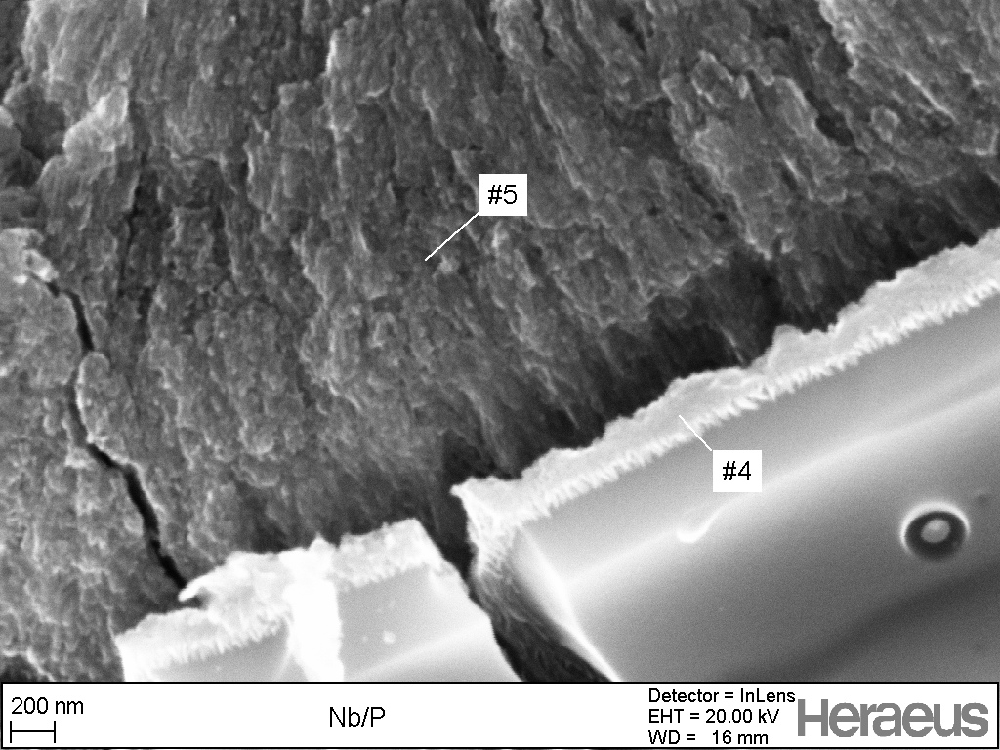 #5
#4
200 nm
Nb/P
Detector = InLens
EHT = 20.00 kV
WD = 16 mm
Heraeus